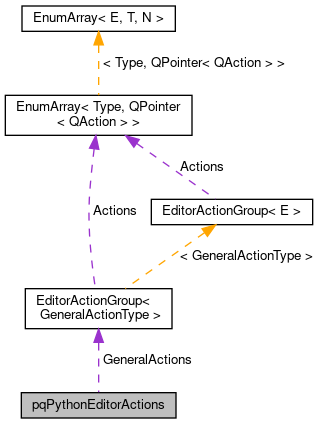 EnumArray< E, T, N >
< Type, QPointer< QAction > >
EnumArray< Type, QPointer
< QAction > >
Actions
Actions
EditorActionGroup< E >
< GeneralActionType >
EditorActionGroup<
GeneralActionType >
GeneralActions
pqPythonEditorActions